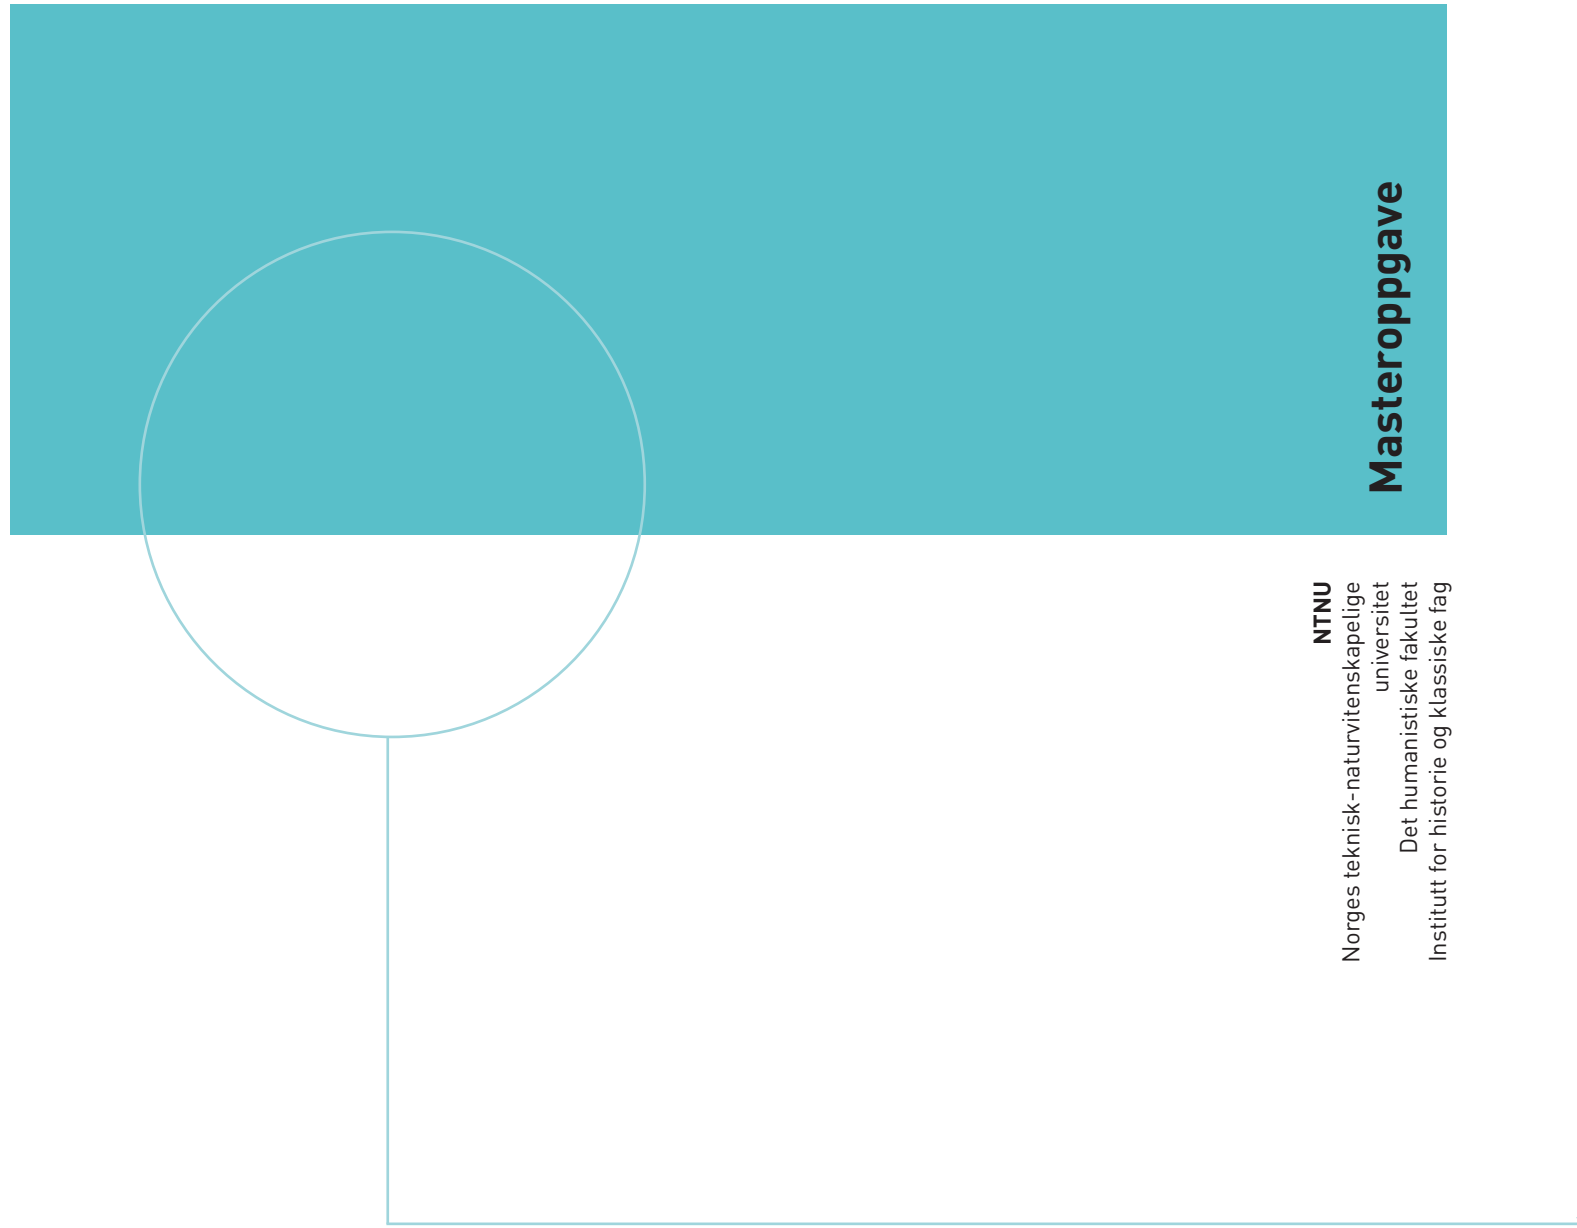 Masteroppgave
NTNU
Norges teknisk-naturvitenskapelige
universitet
Det humanistiske fakultet
Institutt for historie og klassiske fag